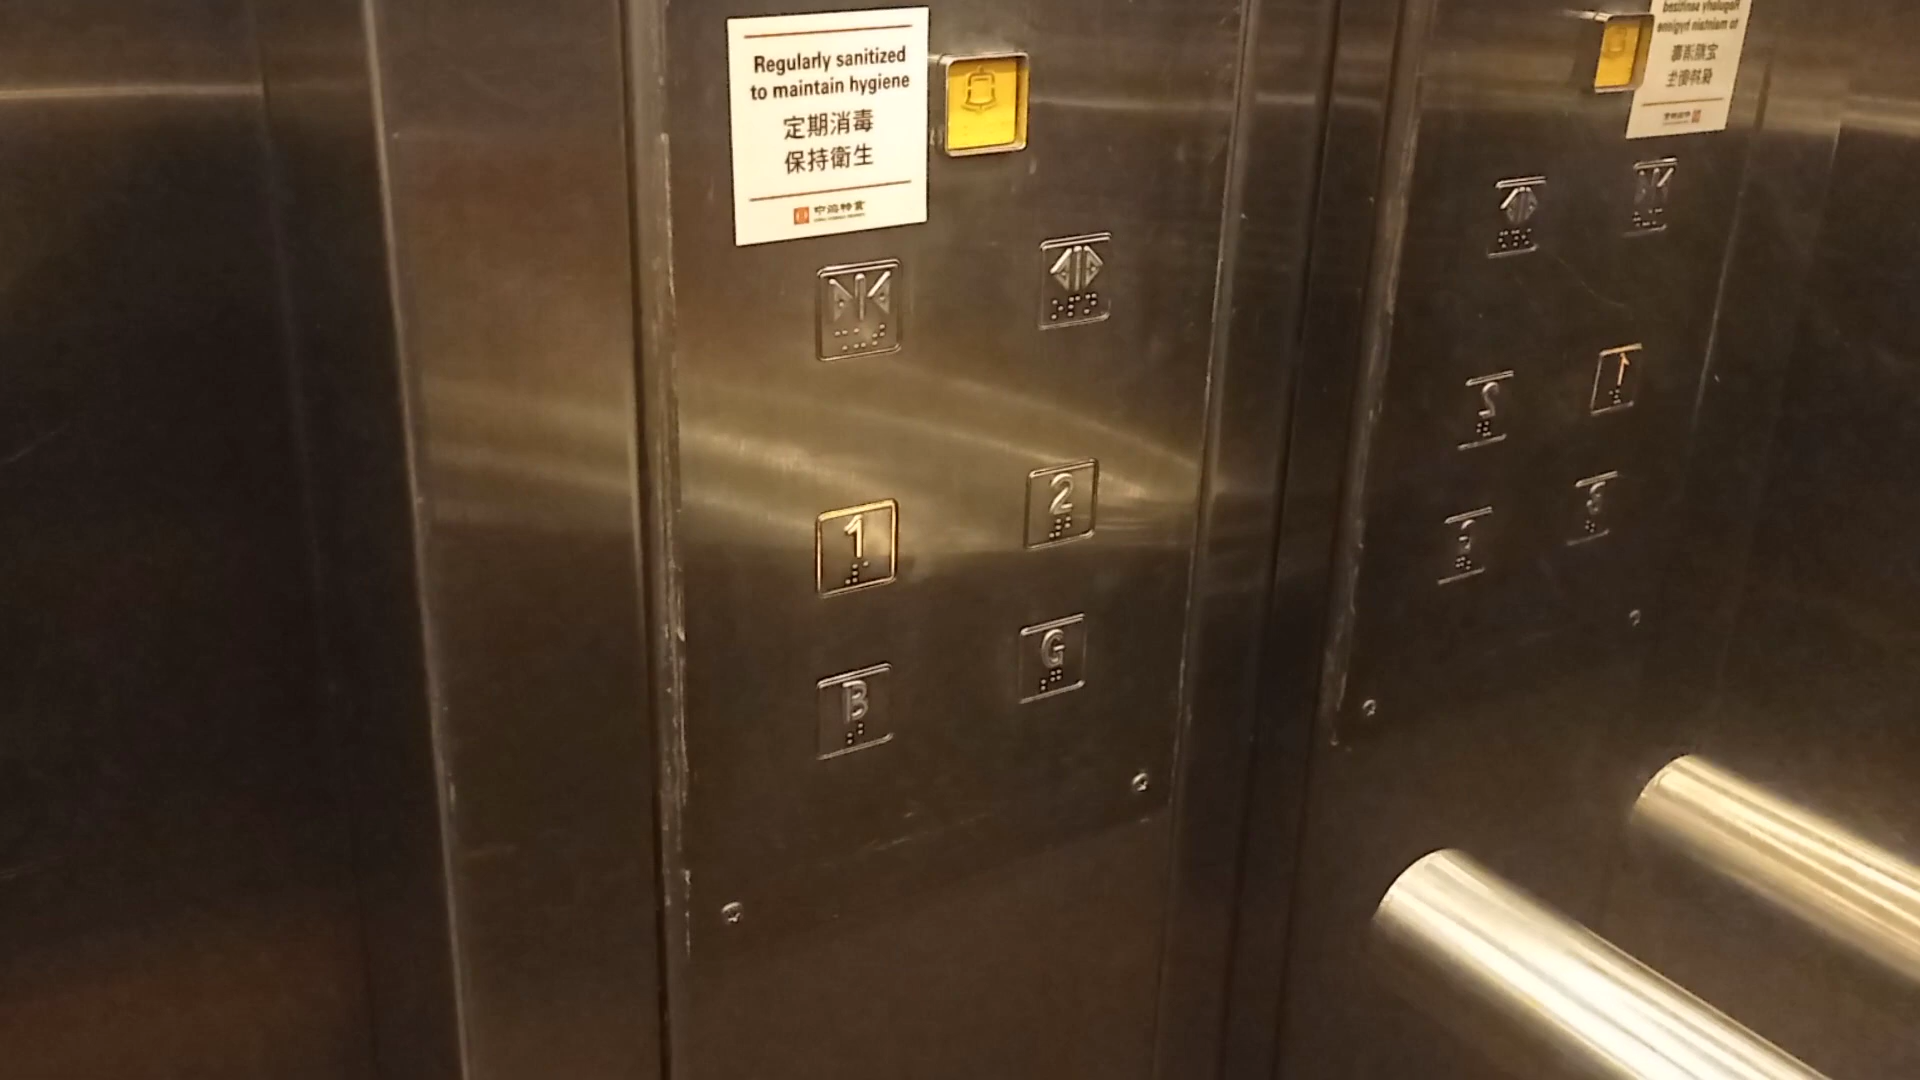 Regularly sanitized
to maintain hygiene
定期消毒
保持衛生
1
2
B
G